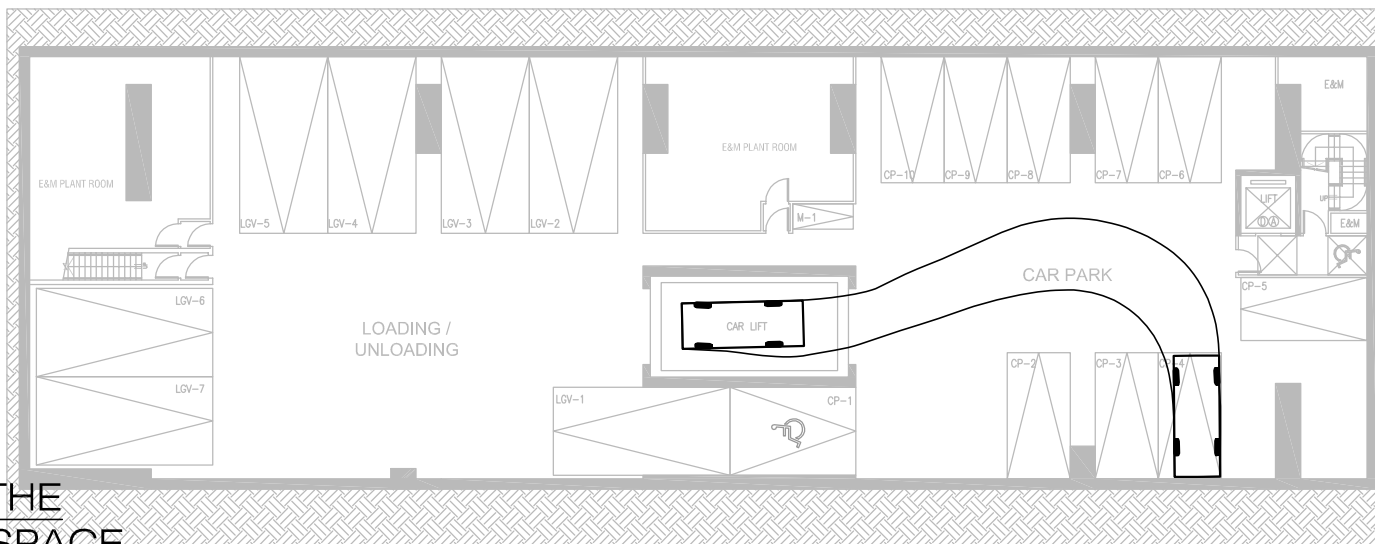 E&M
E&M PLANT ROOM
E&M PLANT ROOM
CP-10
CP-9
CP-8
CP-7
CP-6
LIFT
UP
LGV-5
LGV-4
LGV-3
LGV-2
M-1
E&M
CAR PARK
CP-5
LGV-6
LOADING /
UNLOADING
CAR LIFT
CP-2
CP-3
CP-4
LGV-7
LGV-1
CP-1
THE
SPACE